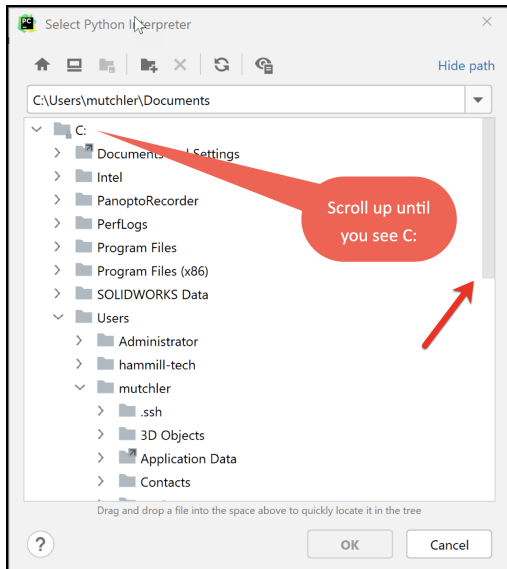 PC
Select Python Interpreter
Hide path
C:\Users\mutchler\Documents
C:
Documents and Settings
Intel
PanoptoRecorder
PerfLogs
Program Files
Program Files (x86)
SOLIDWORKS Data
Users
Administrator
hammill-tech
mutchler
.ssh
3D Objects
Application Data
Contacts
Scroll up until
you see C:
Drag and drop a file into the space above to quickly locate it in the tree
?
OK
Cancel